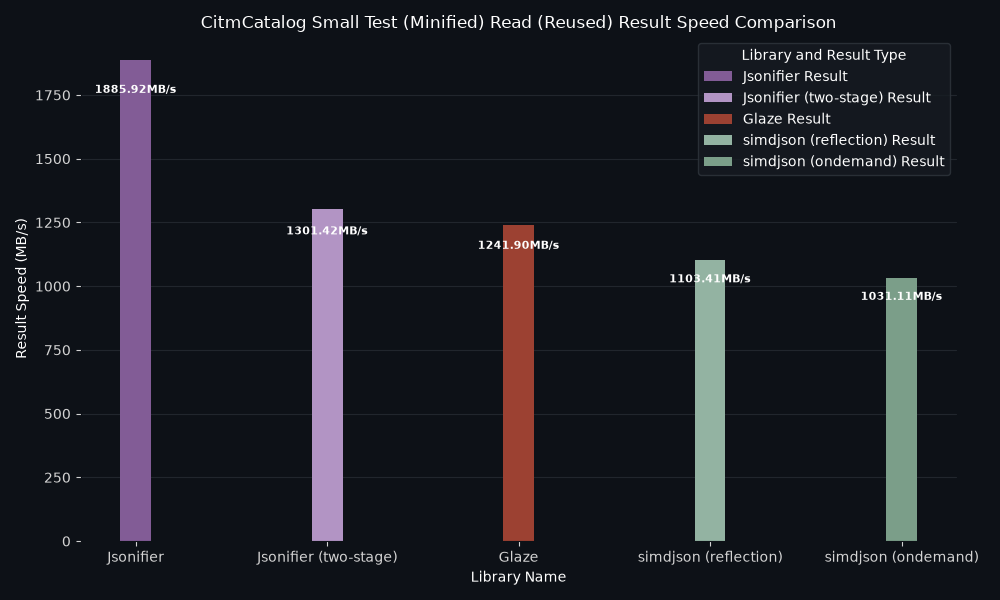 CitmCatalog Small Test (Minified) Read (Reused) Result Speed Comparison
Library and Result Type
Jsonifier Result
Jsonifier (two-stage) Result
Glaze Result
simdjson (reflection) Result
simdjson (ondemand) Result
Result Speed (MB/s)
1750
1500
1250
1000
750
500
250
0
1885.92MB/s
1301.42MB/s
1241.90MB/s
1103.41MB/s
1031.11MB/s
Jsonifier
Jsonifier (two-stage)
Glaze
simdjson (reflection)
simdjson (ondemand)
Library Name